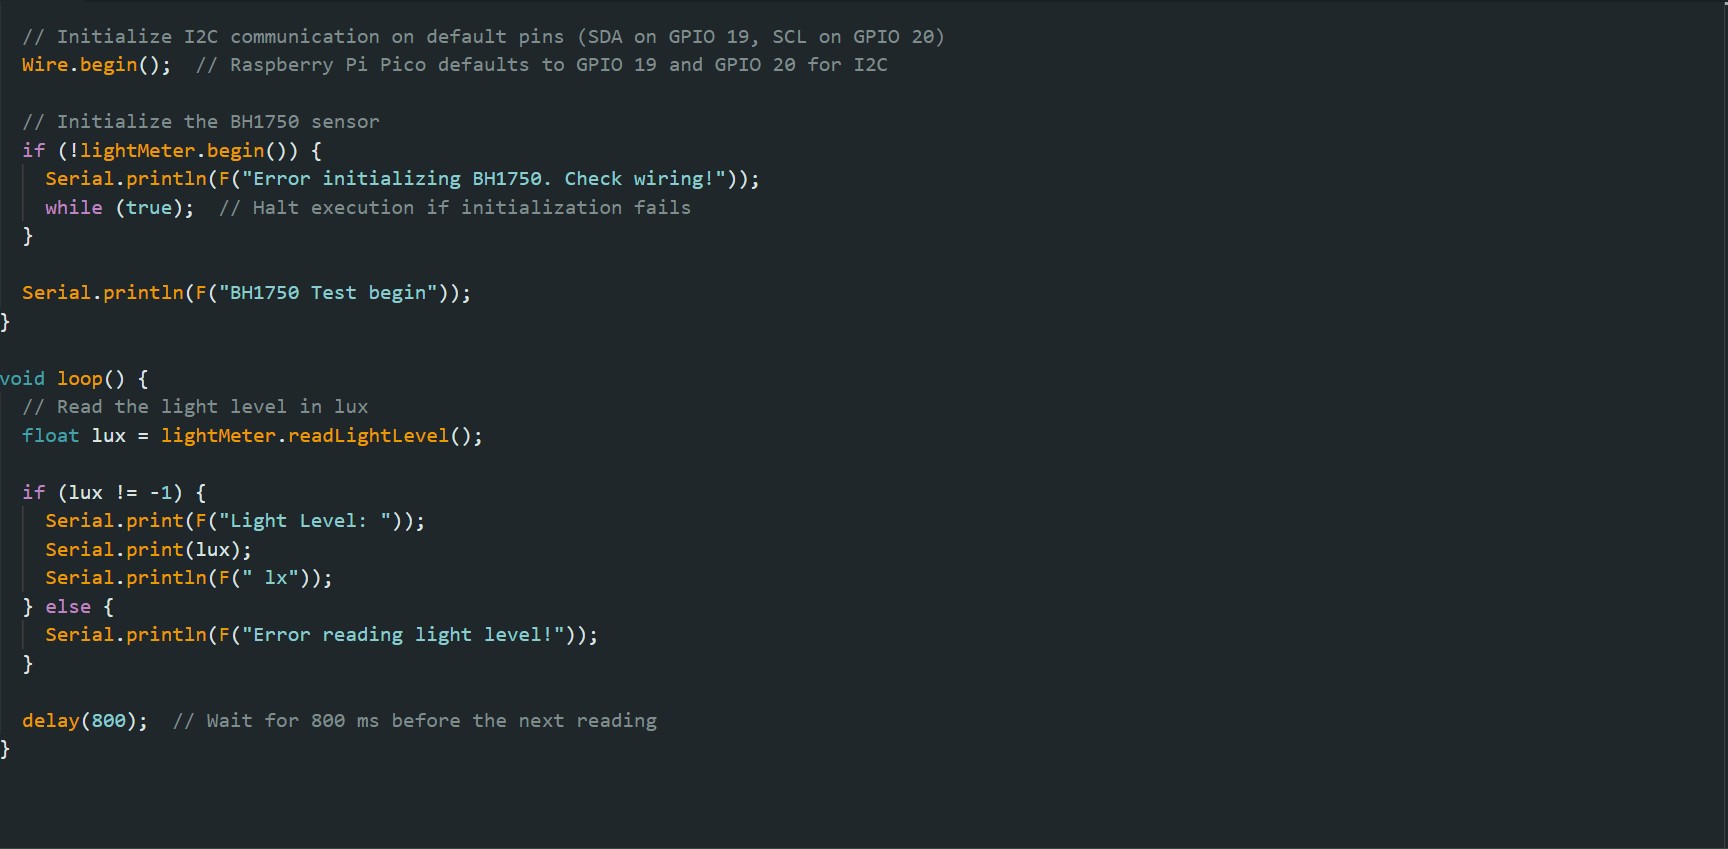 // Initialize I2C communication on default pins (SDA on GPIO 19, SCL on GPIO 20)
Wire.begin();  // Raspberry Pi Pico defaults to GPIO 19 and GPIO 20 for I2C
// Initialize the BH1750 sensor
if (!lightMeter.begin()) {
Serial.println(F("Error initializing BH1750. Check wiring!"));
while (true);  // Halt execution if initialization fails
}
Serial.println(F("BH1750 Test begin"));
}
void loop() {
// Read the light level in lux
float lux = lightMeter.readLightLevel();
if (lux != -1) {
Serial.print(F("Light Level: "));
Serial.print(lux);
Serial.println(F(" lx"));
} else {
Serial.println(F("Error reading light level!"));
}
delay(800);  // Wait for 800 ms before the next reading
}